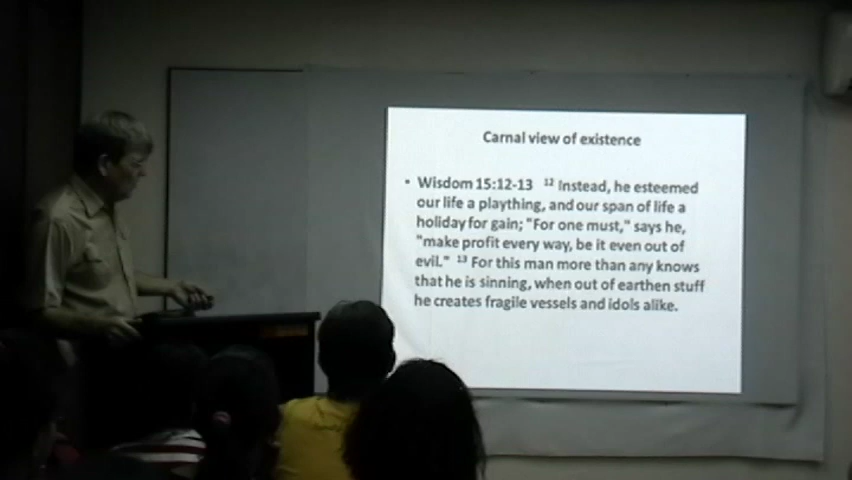 Carnal view of existence
• Wisdom 15:12-13 ¹² Instead, he esteemed
our life a plaything, and our span of life a
holiday for gain; "For one must," says he,
"make profit every way, be it even out of
evil." ¹³ For this man more than any knows
that he is sinning, when out of earthen stuff
he creates fragile vessels and idols alike.